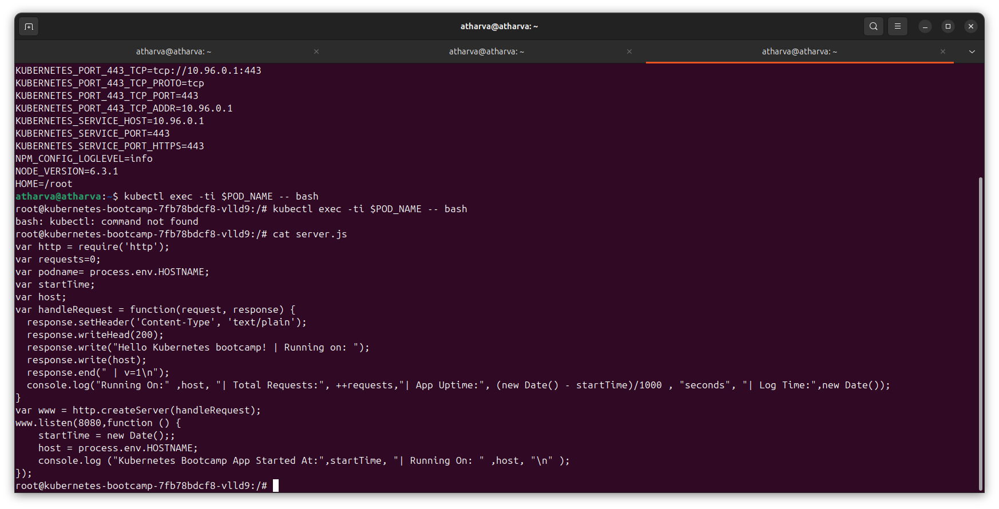 atharva@atharva: ~
atharva@atharva: ~
atharva@atharva: ~
atharva@atharva: ~
KUBERNETES_PORT_443_TCP=tcp://10.96.0.1:443
KUBERNETES_PORT_443_TCP_PROTO=tcp
KUBERNETES_PORT_443_TCP_PORT=443
KUBERNETES_PORT_443_TCP_ADDR=10.96.0.1
KUBERNETES_SERVICE_HOST=10.96.0.1
KUBERNETES_SERVICE_PORT=443
KUBERNETES_SERVICE_PORT_HTTPS=443
NPM_CONFIG_LOGLEVEL=info
NODE_VERSION=6.3.1
HOME=/root
atharva@atharva:~$ kubectl exec -ti $POD_NAME -- bash
root@kubernetes-bootcamp-7fb78bdcf8-vlld9:/# kubectl exec -ti $POD_NAME -- bash
bash: kubectl: command not found
root@kubernetes-bootcamp-7fb78bdcf8-vlld9:/# cat server.js
var http = require('http');
var requests=0;
var podname= process.env.HOSTNAME;
var startTime;
var host;
var handleRequest = function(request, response) {
  response.setHeader('Content-Type', 'text/plain');
  response.writeHead(200);
  response.write("Hello Kubernetes bootcamp! | Running on: ");
  response.write(host);
  response.end(" | v=1\n");
  console.log("Running On:" ,host, "| Total Requests:", ++requests,"| App Uptime:", (new Date() - startTime)/1000 , "seconds", "| Log Time:",new Date());
}
var www = http.createServer(handleRequest);
www.listen(8080,function () {
    startTime = new Date();;
    host = process.env.HOSTNAME;
    console.log ("Kubernetes Bootcamp App Started At:",startTime, "| Running On: " ,host, "\n" );
});
root@kubernetes-bootcamp-7fb78bdcf8-vlld9:/#